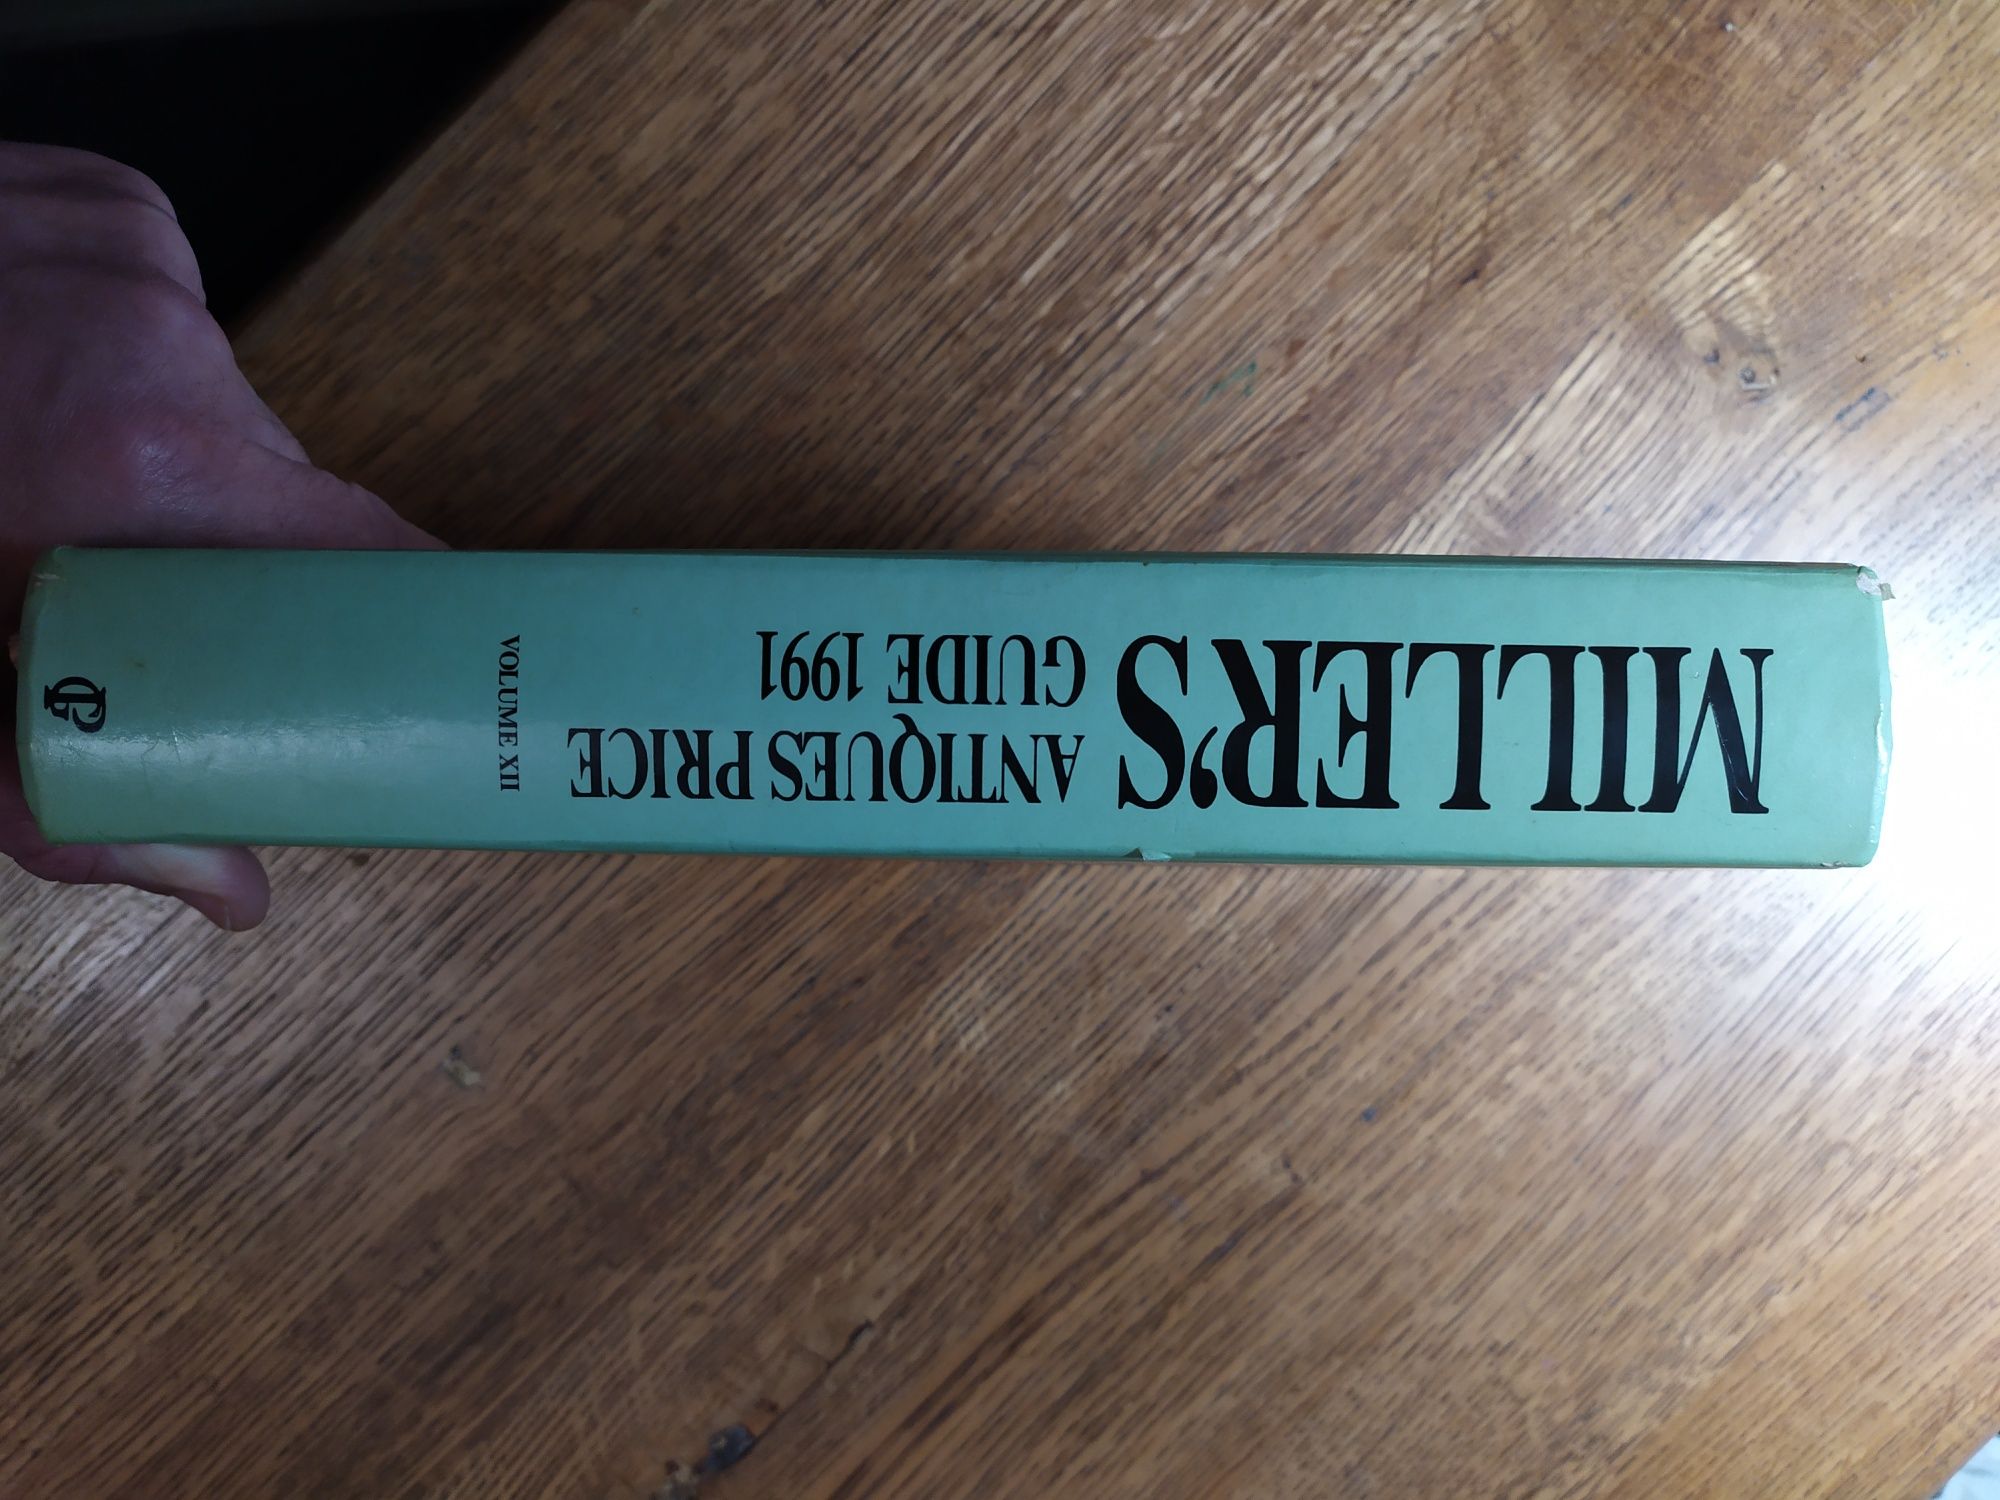 MILLER'S
ANTIQUES PRICE
GUIDE 1991
VOLUME XII